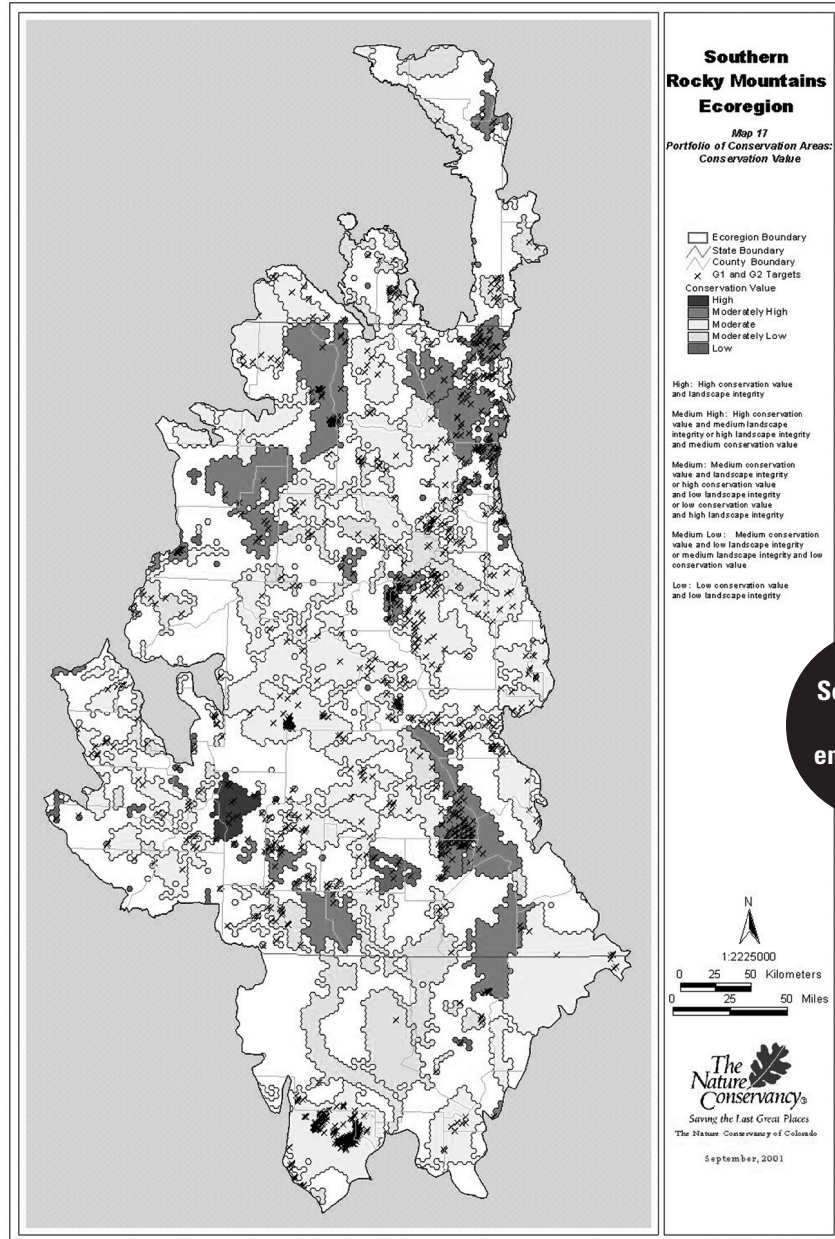 Southern
Rocky Mountains
Ecoregion
Map 17
Portfolio of Conservation Areas:
Conservation Value
Ecoregion Boundary
State Boundary
County Boundary
G1 and G2 Targets
Conservation Value
High
Moderately High
Moderate
Moderately Low
Low
High: High conservation value
and landscape integrity
Medium High: High conservation
value and medium landscape
integrity or high landscape integrity
and medium conservation value
Medium: Medium conservation
value and landscape integrity
or high conservation value
and low landscape integrity
or low conservation value
and high landscape integrity
Medium Low: Medium conservation
value and low landscape integrity
or medium landscape integrity and low
conservation value
Low: Low conservation value
and low landscape integrity
N
1:2225000
0 25 50 Kilometers
0 25 50 Miles
The
Nature
Conservancy®
Saving the Last Great Places
The Nature Conservancy of Colorado
September, 2001